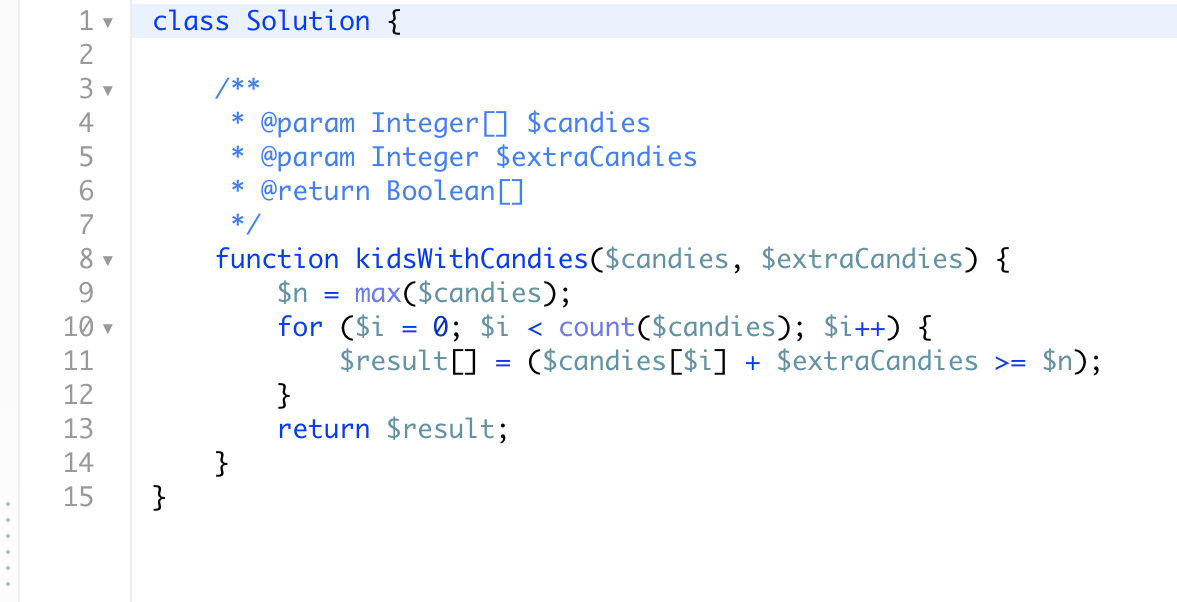 1 class Solution {
2
3 /**
4 * @param Integer[] $candies
5 * @param Integer $extraCandies
6 * @return Boolean[]
7 */
8 function kidsWithCandies($candies, $extraCandies) {
9 $n = max($candies);
10 for ($i = 0; $i < count($candies); $i++) {
11 $result[] = ($candies[$i] + $extraCandies >= $n);
12 }
13 return $result;
14 }
15 }